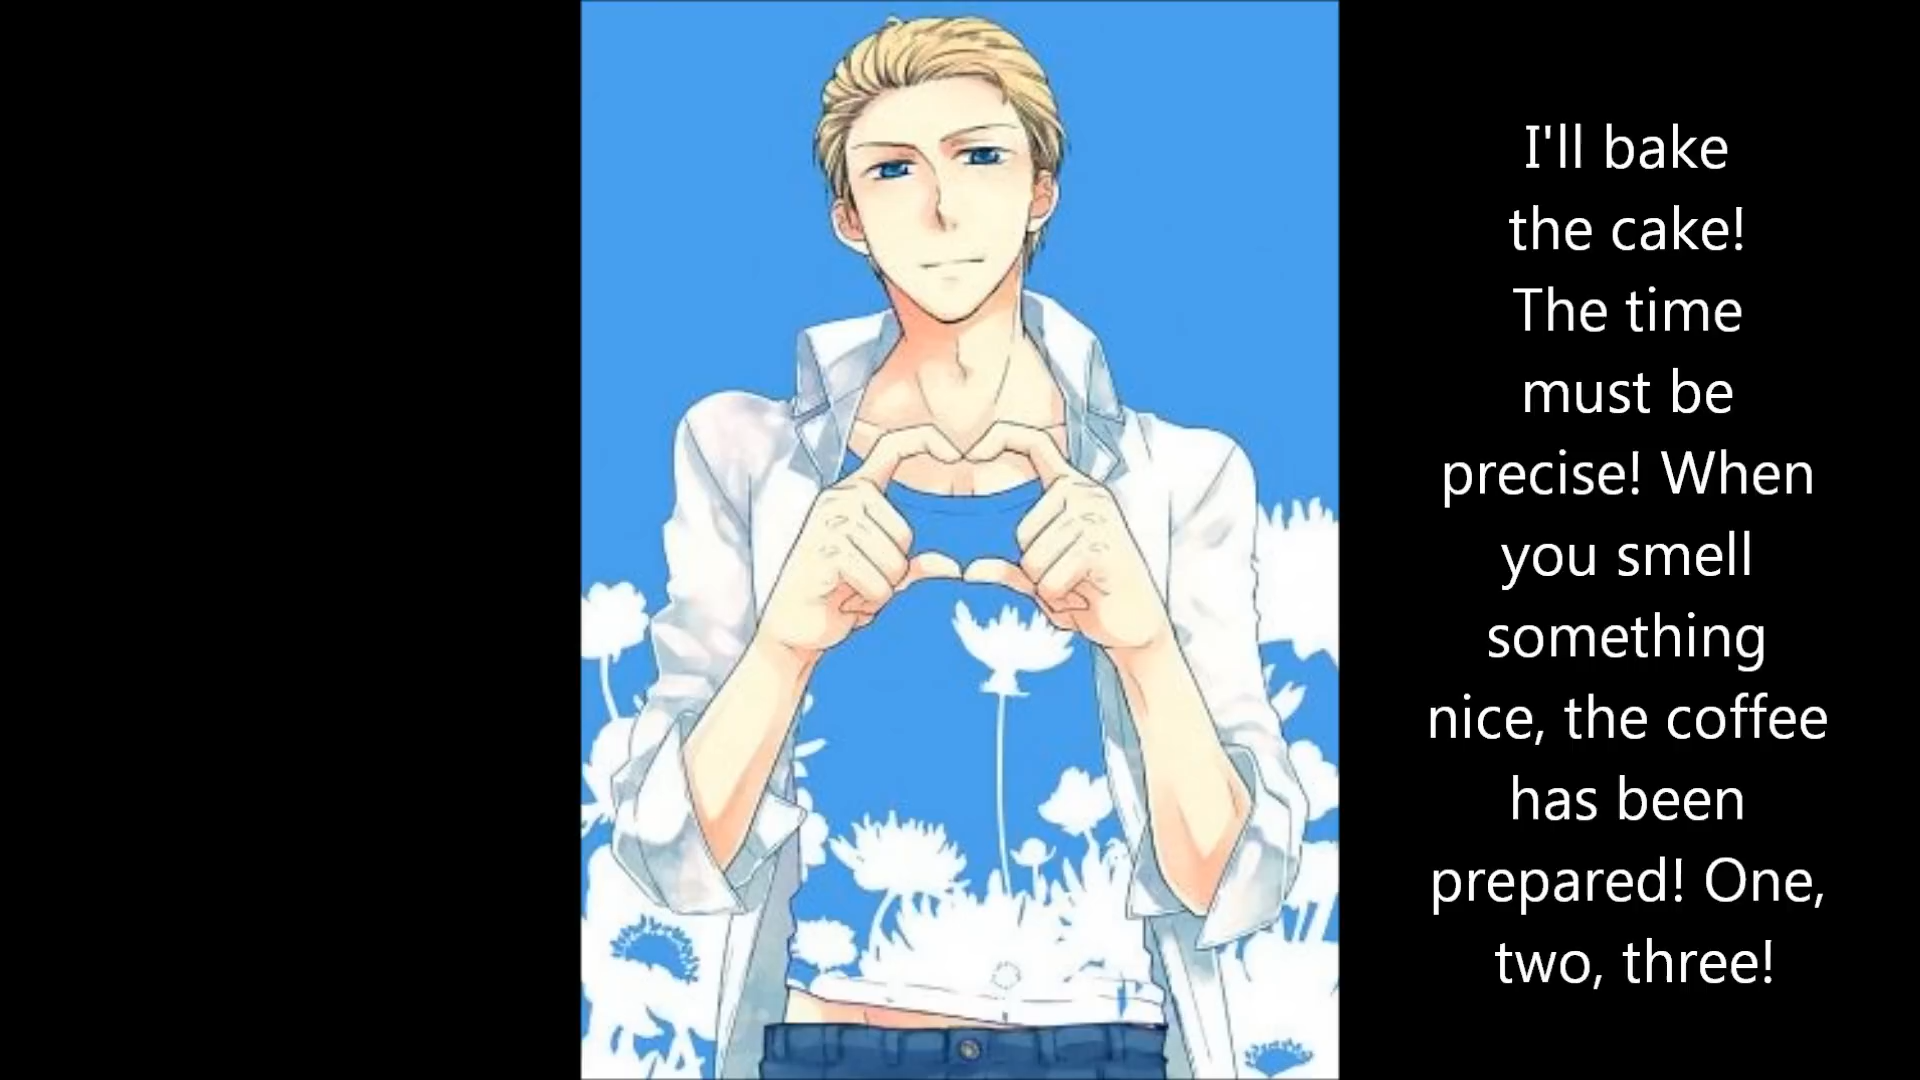 I'll bake
the cake!
The time
must be
precise! When
you smell
something
nice, the coffee
has been
prepared! One,
two, three!